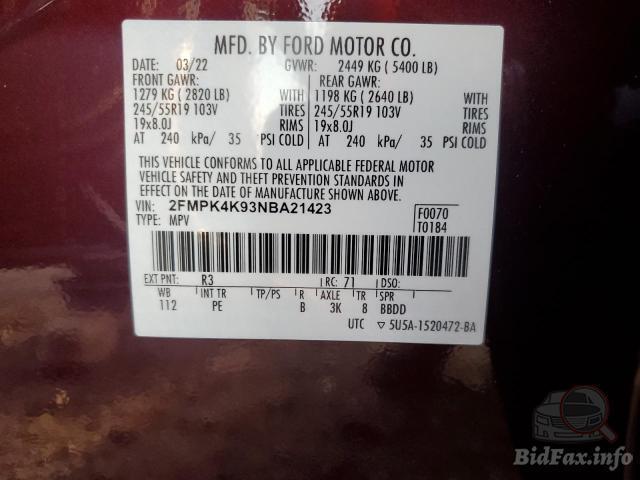 MFD. BY FORD MOTOR CO.
DATE: 03/22 GVWR: 2449 KG ( 5400 LB)
FRONT GAWR: REAR GAWR:
1279 KG ( 2820 LB) WITH 1198 KG ( 2640 LB) WITH
245/55R19 103V TIRES 245/55R19 103V TIRES
19x8.0J RIMS 19x8.0J RIMS
AT 240 kPa/ 35 PSI COLD AT 240 kPa/ 35 PSI COLD
THIS VEHICLE CONFORMS TO ALL APPLICABLE FEDERAL MOTOR
VEHICLE SAFETY AND THEFT PREVENTION STANDARDS IN
EFFECT ON THE DATE OF MANUFACTURE SHOWN ABOVE.
VIN: 2FMPK4K93NBA21423 F0070
TYPE: MPV T0184
EXT PNT: R3 RC: 71 DSO:
WB INT TR TP/PS R AXLE TR SPR
112 PE B 3K 8 BBDD
UTC ▽ 5U5A-1520472-BA
BidFax.info